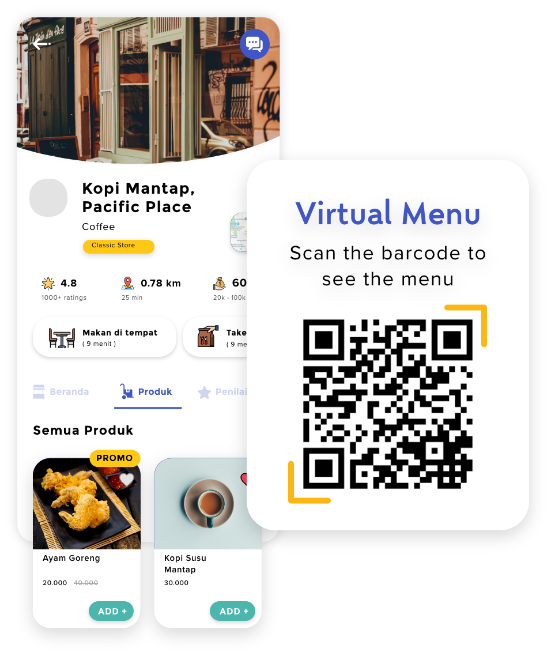 Kopi Mantap,
Pacific Place
Coffee
Classic Store
4.8
1000+ ratings
0.78 km
25 min
60
20k - 100k
Makan di tempat
( 9 menit )
Take
( 9 me
Beranda
Produk
Penilai
Semua Produk
PROMO
Ayam Goreng
20.000 40.000
ADD +
Kopi Susu
Mantap
30.000
ADD +
Virtual Menu
Scan the barcode to
see the menu